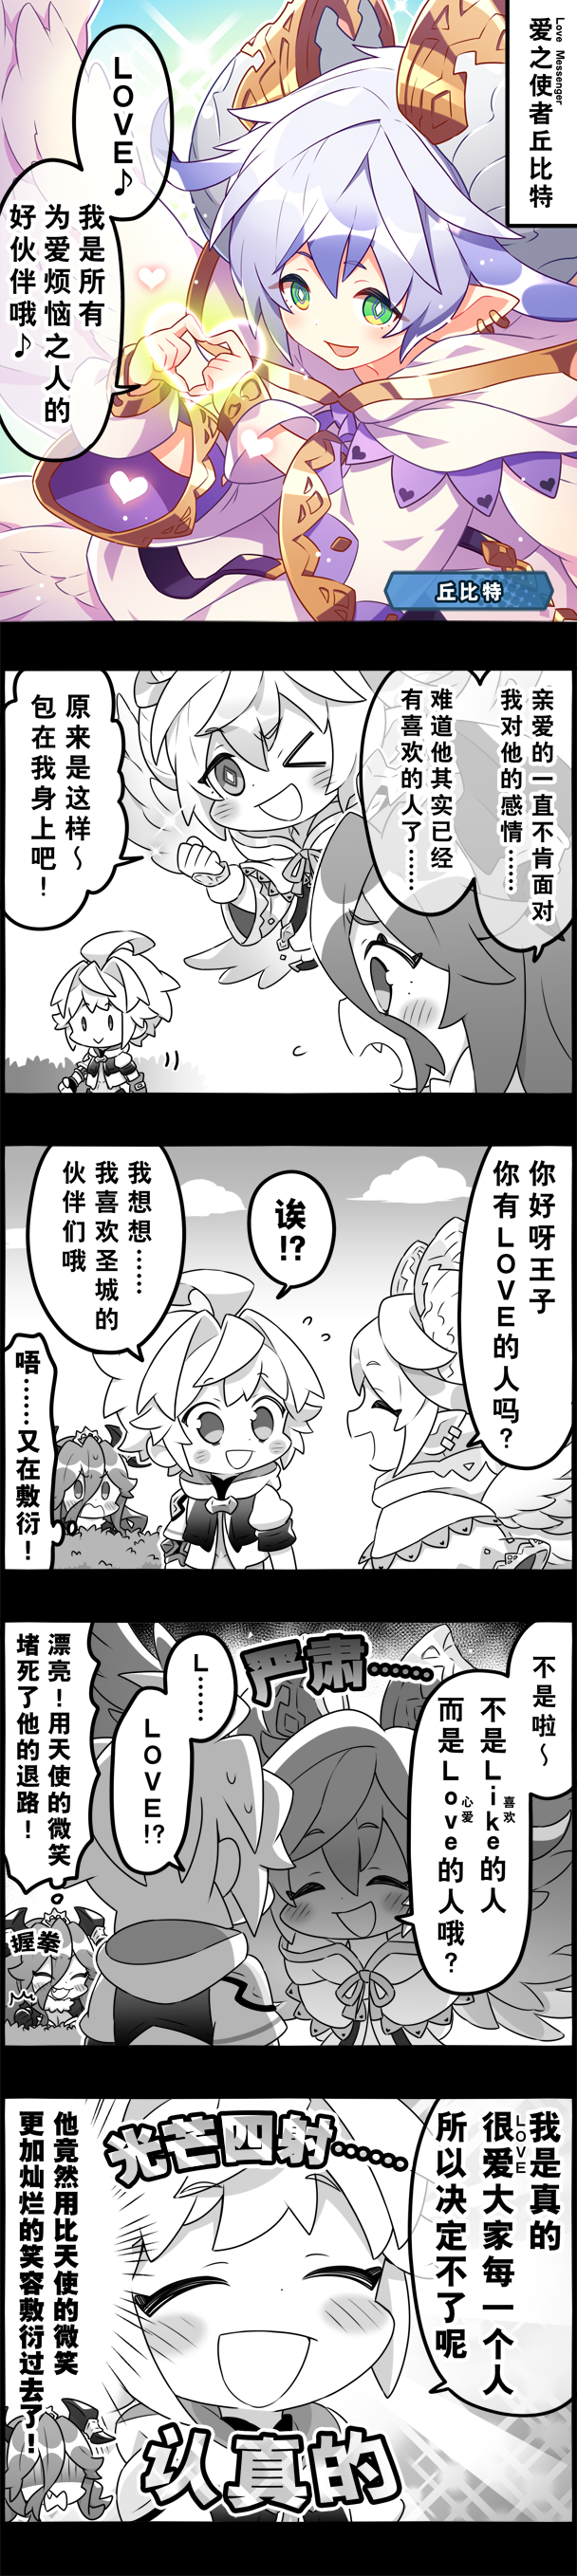 爱之使者丘比特
Love Messenger
LOVE♪
我是所有
为爱烦恼之人的
好伙伴哦♪
丘比特
亲爱的一直不肯面对
我对他的感情……
难道他其实已经
有喜欢的人了……
原来是这样～
包在我身上吧！
你好呀王子
你有LOVE的人吗？
诶!?
我想想……
我喜欢圣城的
伙伴们哦
唔……又在敷衍！
不是啦～
不是Like的人
喜欢
而是Love的人哦？
心爱
严肃……
L……
LOVE!?
漂亮！用天使的微笑
堵死了他的退路！
握拳
我是真的
很爱大家每一个人
LOVE
所以决定不了呢
光芒四射……
认真的
他竟然用比天使的微笑
更加灿烂的笑容敷衍过去了！